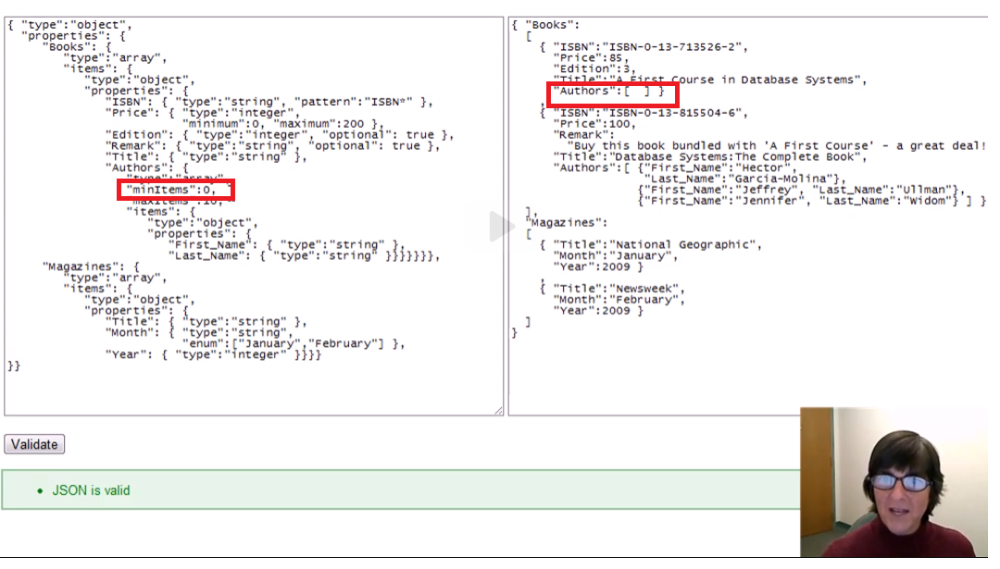 { "type":"object",
"properties": {
"Books": {
"type":"array",
"items": {
"type":"object",
"properties": {
"ISBN": { "type":"string", "pattern":"ISBN*" },
"Price": { "type":"integer",
"minimum":0, "maximum":200 },
"Edition": { "type":"integer", "optional": true },
"Remark": { "type":"string", "optional": true },
"Title": { "type":"string" },
"Authors": {
"type":"array",
"minItems":0,
"maxItems":10,
"items": {
"type":"object",
"properties": {
"First_Name": { "type":"string" },
"Last_Name": { "type":"string" }}}}}}},
"Magazines": {
"type":"array",
"items": {
"type":"object",
"properties": {
"Title": { "type":"string" },
"Month": { "type":"string",
"enum":["January","February"] },
"Year": { "type":"integer" }}}}
}}
{ "Books":
[
{ "ISBN":"ISBN-0-13-713526-2",
"Price":85,
"Edition":3,
"Title":"A First Course in Database Systems",
"Authors":[ ] }
,
{ "ISBN":"ISBN-0-13-815504-6",
"Price":100,
"Remark":
"Buy this book bundled with 'A First Course' - a great deal!
"Title":"Database Systems:The Complete Book",
"Authors":[ {"First_Name":"Hector",
"Last_Name":"Garcia-Molina"},
{"First_Name":"Jeffrey", "Last_Name":"Ullman"},
{"First_Name":"Jennifer", "Last_Name":"Widom"} ] }
],
"Magazines":
[
{ "Title":"National Geographic",
"Month":"January",
"Year":2009 }
,
{ "Title":"Newsweek",
"Month":"February",
"Year":2009 }
]
}
Validate
• JSON is valid